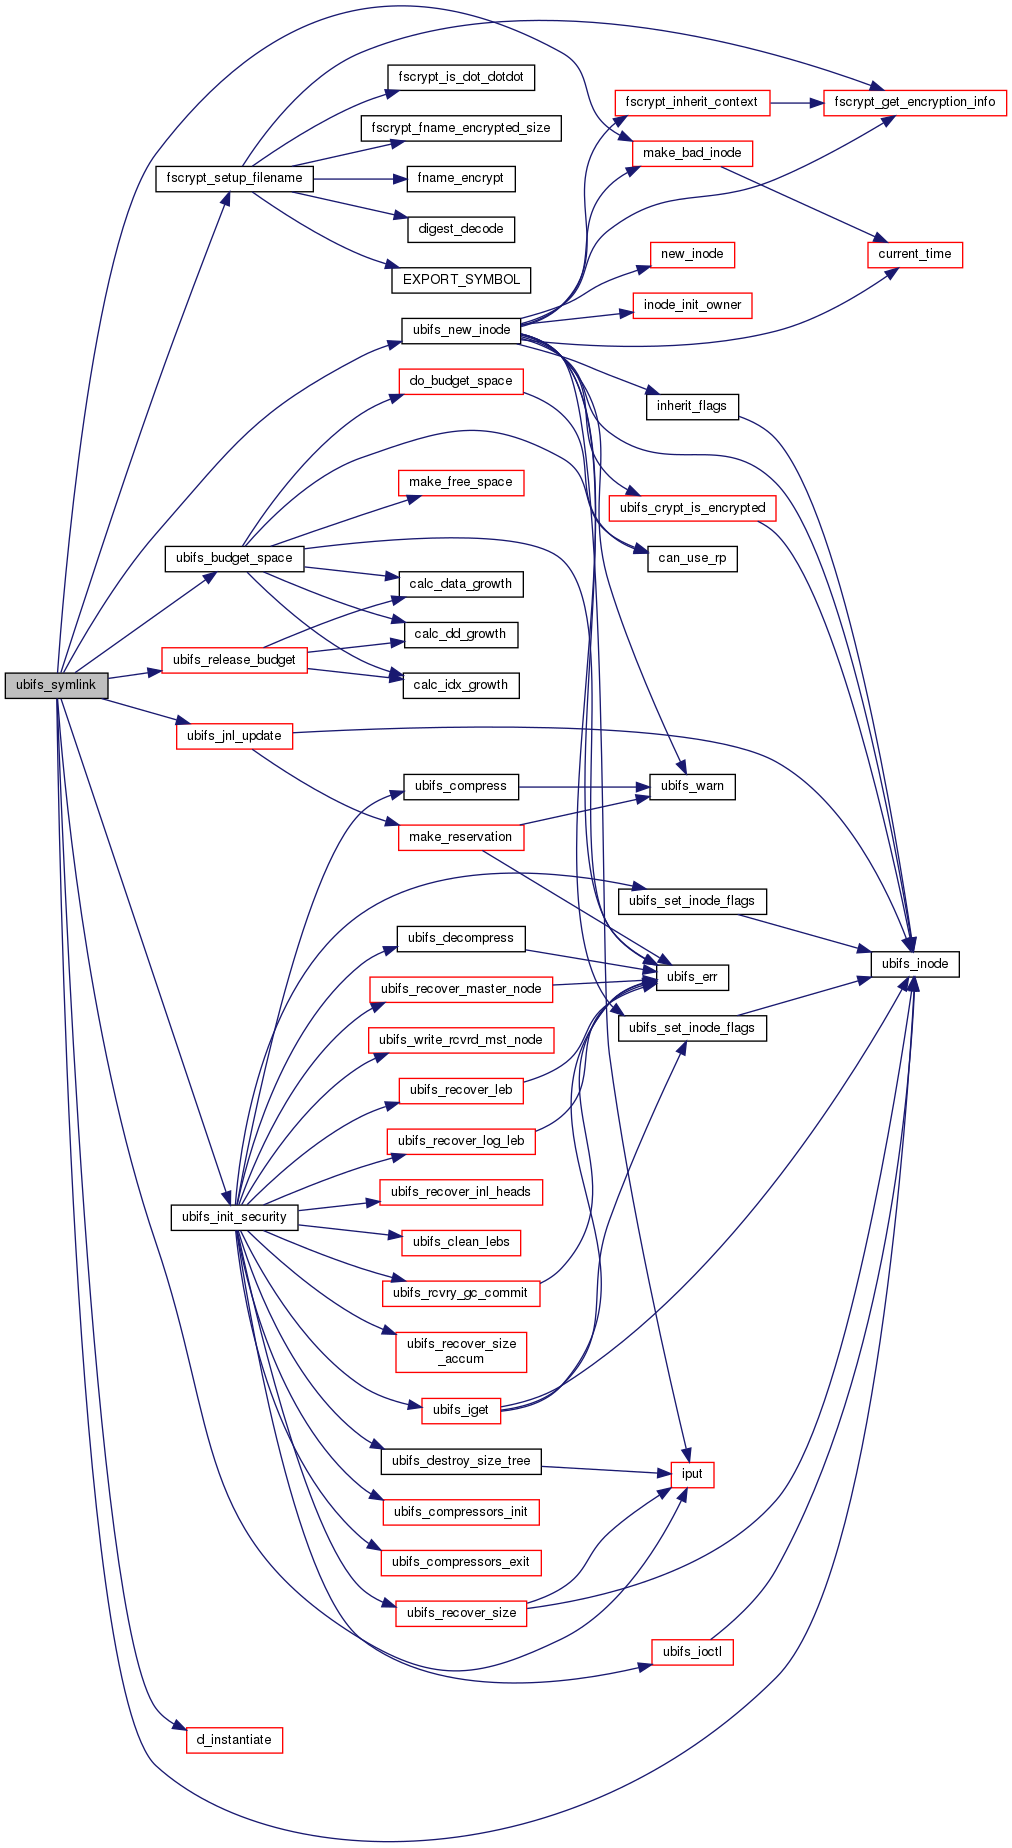 fscrypt_is_dot_dotdot
fscrypt_inherit_context
fscrypt_get_encryption_info
fscrypt_fname_encrypted_size
make_bad_inode
fscrypt_setup_filename
fname_encrypt
digest_decode
new_inode
current_time
EXPORT_SYMBOL
inode_init_owner
ubifs_new_inode
do_budget_space
inherit_flags
make_free_space
ubifs_crypt_is_encrypted
ubifs_budget_space
can_use_rp
calc_data_growth
calc_dd_growth
ubifs_release_budget
ubifs_symlink
calc_idx_growth
ubifs_jnl_update
ubifs_compress
ubifs_warn
make_reservation
ubifs_set_inode_flags
ubifs_decompress
ubifs_inode
ubifs_err
ubifs_recover_master_node
ubifs_set_inode_flags
ubifs_write_rcvrd_mst_node
ubifs_recover_leb
ubifs_recover_log_leb
ubifs_recover_inl_heads
ubifs_init_security
ubifs_clean_lebs
ubifs_rcvry_gc_commit
ubifs_recover_size
_accum
ubifs_iget
ubifs_destroy_size_tree
iput
ubifs_compressors_init
ubifs_compressors_exit
ubifs_recover_size
ubifs_ioctl
d_instantiate